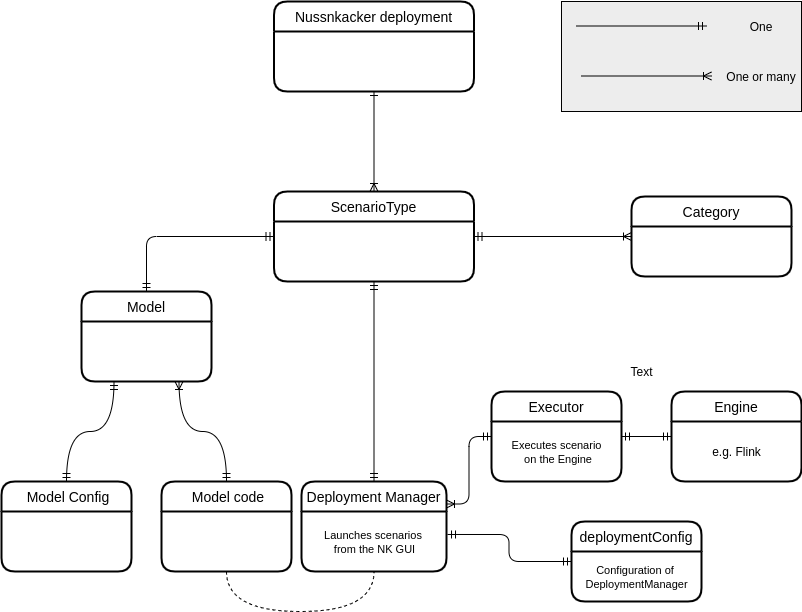 Nussnkacker deployment
One
One or many
ScenarioType
Category
Model
Text
Executor
Executes scenario
on the Engine
Engine
e.g. Flink
Model Config
Model code
Deployment Manager
Launches scenarios
from the NK GUI
deploymentConfig
Configuration of
DeploymentManager